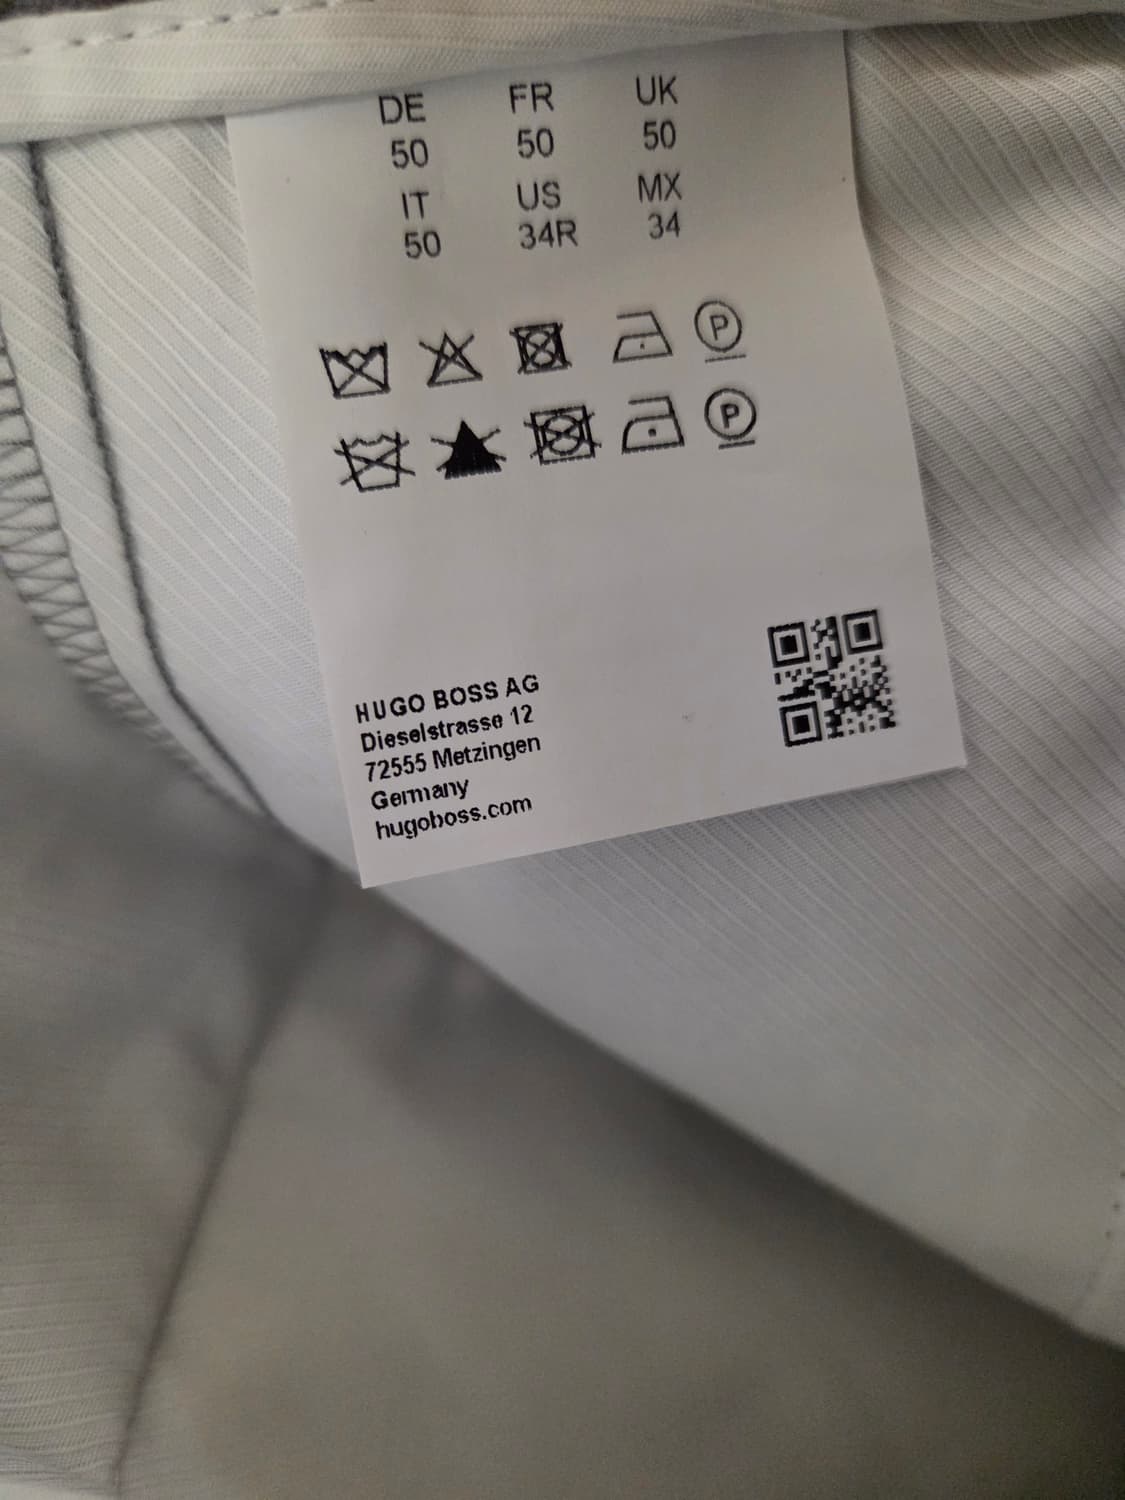 DE FR UK
50 50 50
IT US MX
50 34R 34
P
P
HUGO BOSS AG
Dieselstrasse 12
72555 Metzingen
Germany
hugoboss.com